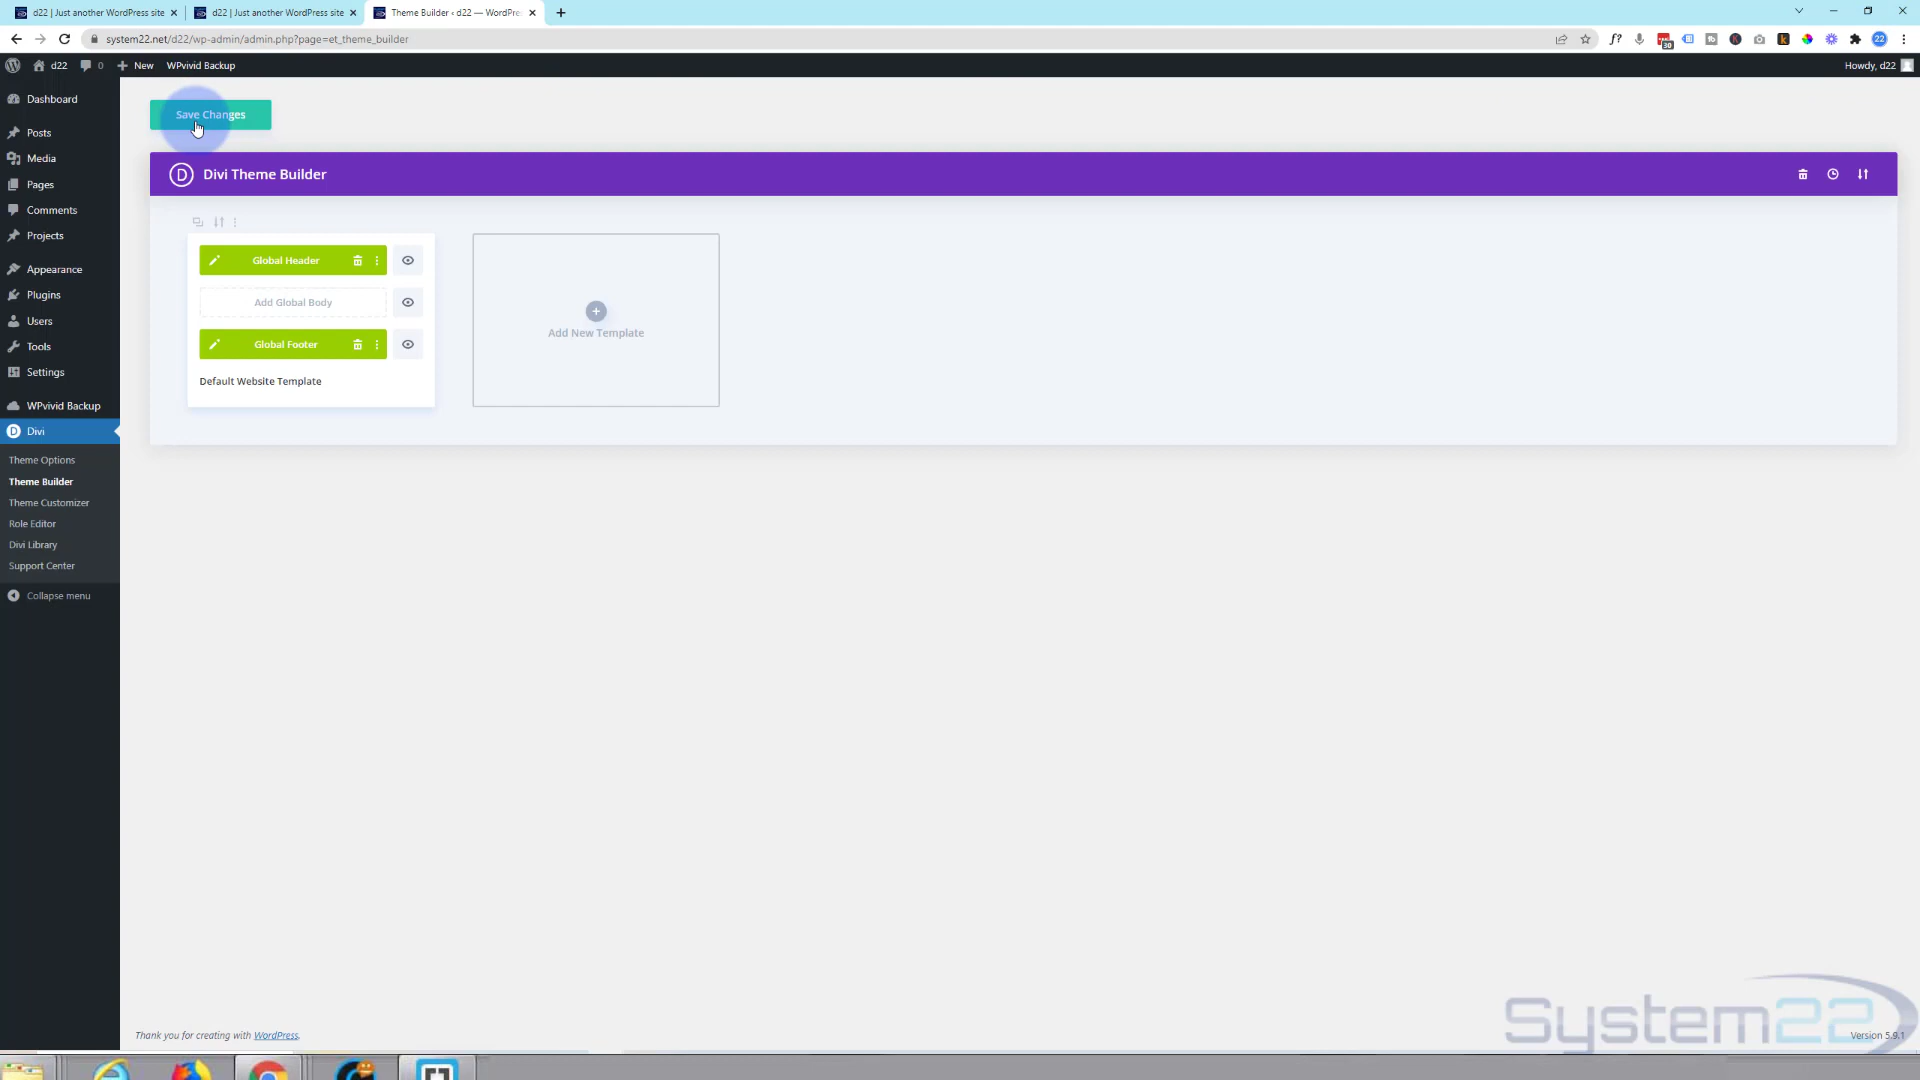 d22 | Just another WordPress site
d22 | Just another WordPress site
Theme Builder ‹ d22 — WordPre
system22.net/d22/wp-admin/admin.php?page=et_theme_builder
f?
30
22
d22
0
New
WPvivid Backup
Howdy, d22
Dashboard
Posts
Media
Pages
Comments
Projects
Appearance
Plugins
Users
Tools
Settings
WPvivid Backup
Divi
Theme Options
Theme Builder
Theme Customizer
Role Editor
Divi Library
Support Center
Collapse menu
Save Changes
D
Divi Theme Builder
Global Header
Add Global Body
Global Footer
Default Website Template
Add New Template
Thank you for creating with WordPress.
System22
Version 5.9.1